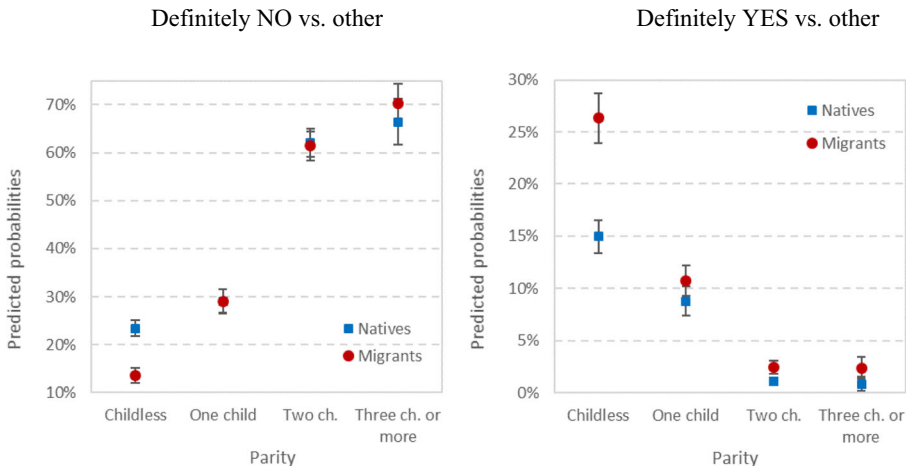 Definitely NO vs. other
Predicted probabilities
70%
60%
50%
40%
30%
20%
10%
Natives
Migrants
Childless One child Two ch. Three ch. or
more
Parity
Definitely YES vs. other
Predicted probabilities
30%
25%
20%
15%
10%
5%
0%
Natives
Migrants
Childless One child Two ch. Three ch. or
more
Parity